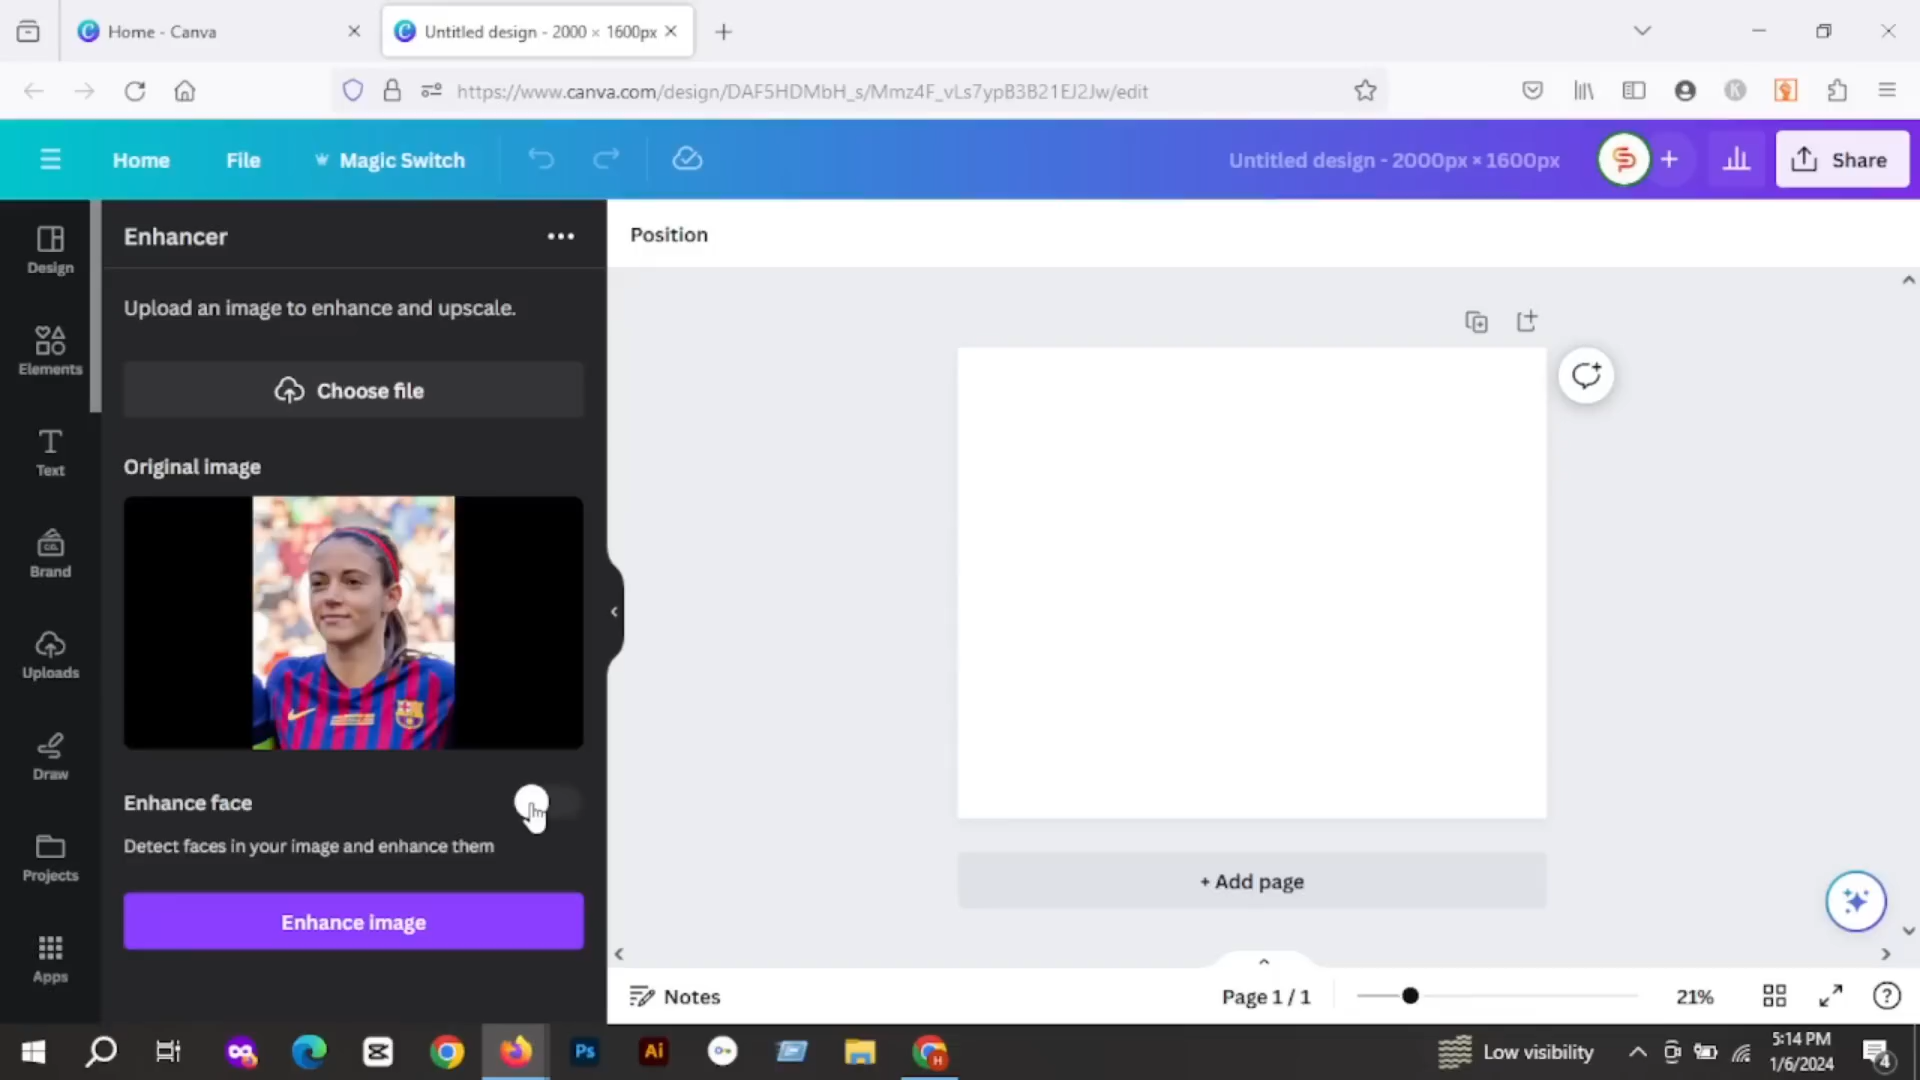 Home - Canva
Untitled design - 2000 × 1600px
https://www.canva.com/design/DAF5HDMbH_s/Mmz4F_vLs7ypB3B21EJ2Jw/edit
Home
File
Magic Switch
Untitled design - 2000px × 1600px
Share
Design
Elements
Text
Brand
Uploads
Draw
Projects
Apps
Enhancer
Upload an image to enhance and upscale.
Choose file
Original image
Enhance face
Detect faces in your image and enhance them
Enhance image
Position
+ Add page
Notes
Page 1 / 1
21%
Ps
Ai
H
Low visibility
5:14 PM
1/6/2024
4